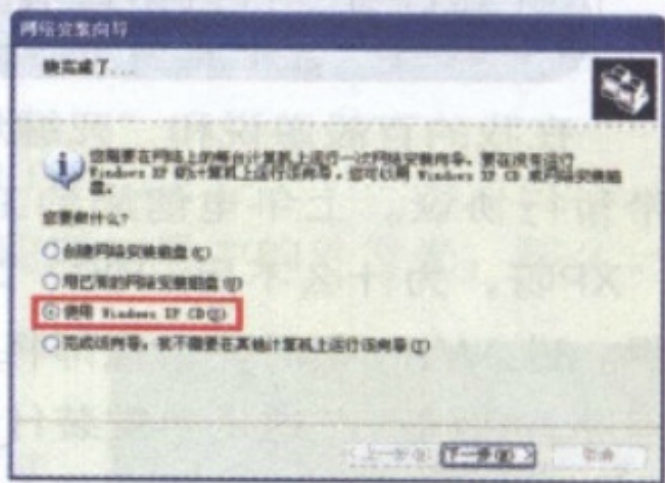 网络安装向导
快完成了...
您需要在网络上的每台计算机上运行一次网络安装向导。要在没有运行
Windows XP 的计算机上运行该向导，您可以用 Windows XP CD 或网络安装磁
盘。
您要做什么?
创建网络安装磁盘(C)
用已有的网络安装磁盘(U)
使用 Windows XP CD(S)
完成该向导。我不需要在其他计算机上运行该向导(J)
<上一步(B) 下一步(N) > 取消